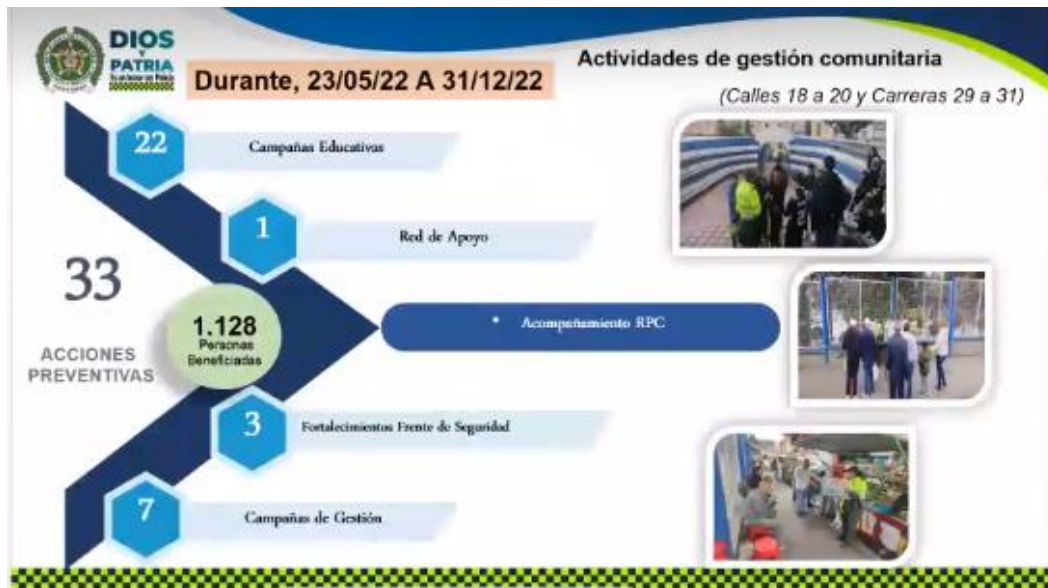 DIOS
Y
PATRIA
Durante, 23/05/22 A 31/12/22
Actividades de gestión comunitaria
(Calles 18 a 20 y Carreras 29 a 31)
22
Campañas Educativas
1
Red de Apoyo
33
ACCIONES
PREVENTIVAS
1.128
Personas
Beneficiadas
• Acompañamiento RPC
3
Fortalecimientos Frente de Seguridad
7
Campañas de Gestión